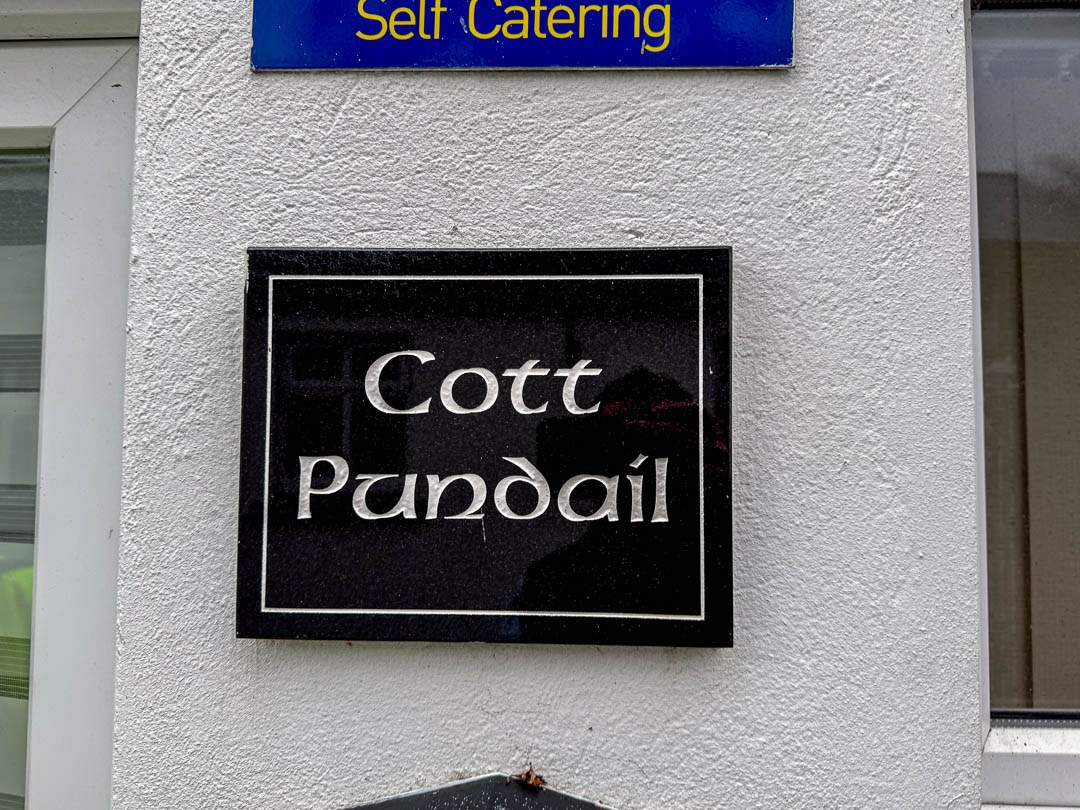 Self Catering
Cott
Pundail